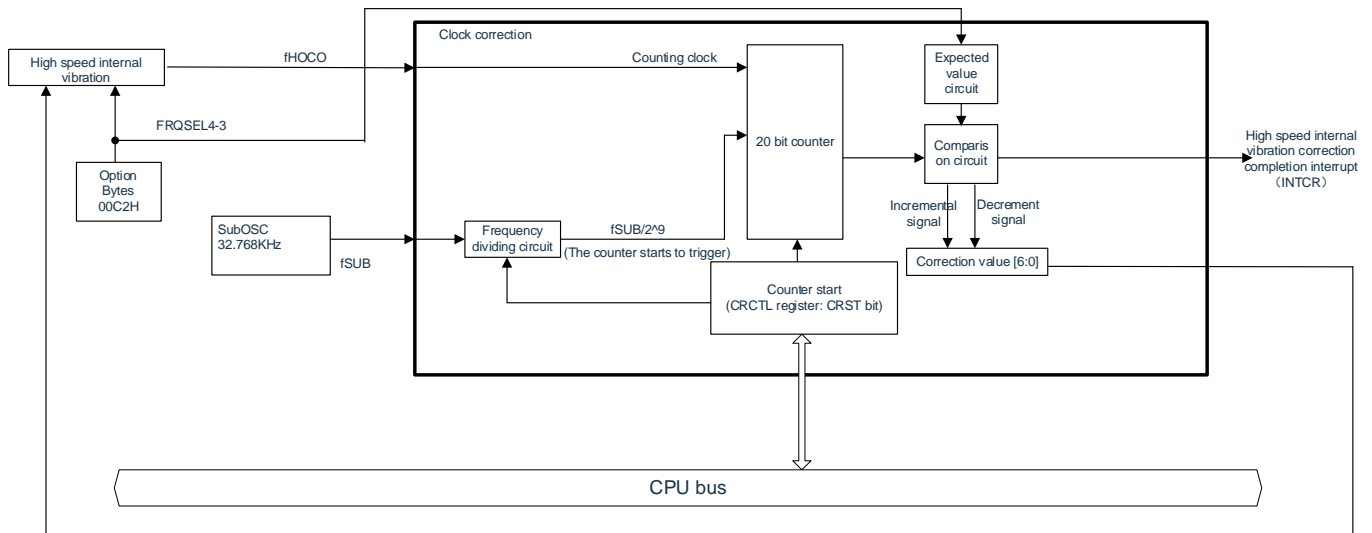 Clock correction
High speed internal
vibration
fHOCO
Counting clock
Expected
value
circuit
FRQSEL4-3
20 bit counter
Comparis
on circuit
High speed internal
vibration correction
completion interrupt
(INTCR)
Option
Bytes
00C2H
Incremental
signal
Decrement
signal
SubOSC
32.768KHz
fSUB
Frequency
dividing circuit
fSUB/2^9
(The counter starts to trigger)
Correction value [6:0]
Counter start
(CRCTL register: CRST bit)
CPU bus